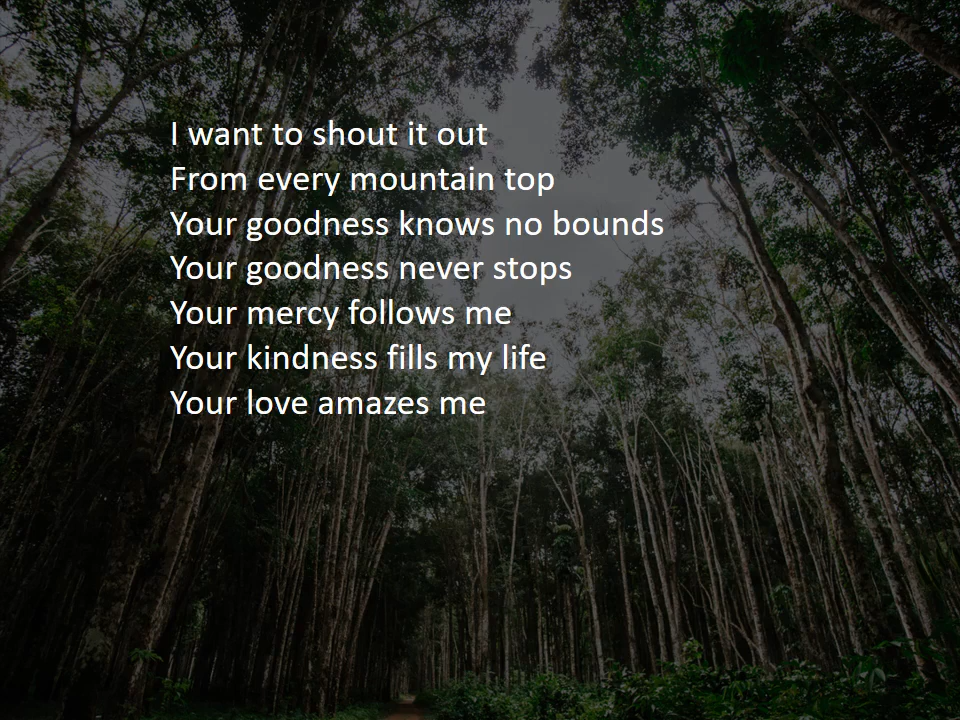 I want to shout it out
From every mountain top
Your goodness knows no bounds
Your goodness never stops
Your mercy follows me
Your kindness fills my life
Your love amazes me